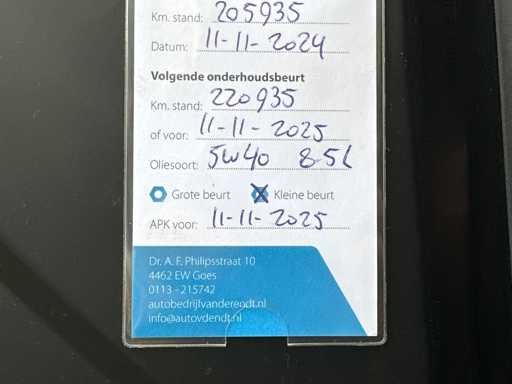 Km. stand: 205935
Datum: 11-11-2024
Volgende onderhoudsbeurt
Km. stand: 220935
of voor: 11-11-2025
Oliesoort: 5W40 8.5L
Grote beurt Kleine beurt
APK voor: 11-11-2025
Dr. A. F. Philipsstraat 10
4462 EW Goes
0113 - 215742
autobedrijfvanderendt.nl
info@autovdendt.nl